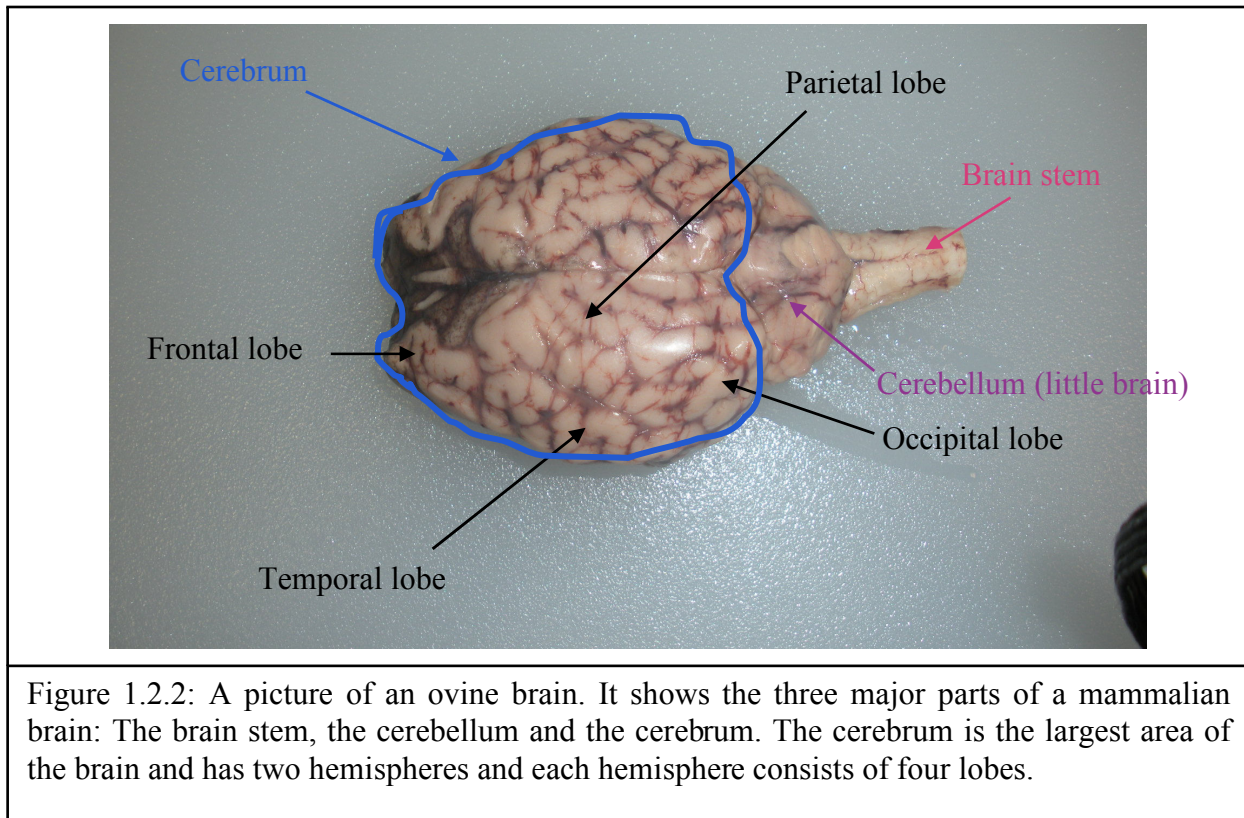 Cerebrum
Parietal lobe
Brain stem
Frontal lobe
Cerebellum (little brain)
Occipital lobe
Temporal lobe
Figure 1.2.2: A picture of an ovine brain. It shows the three major parts of a mammalian
brain: The brain stem, the cerebellum and the cerebrum. The cerebrum is the largest area of
the brain and has two hemispheres and each hemisphere consists of four lobes.